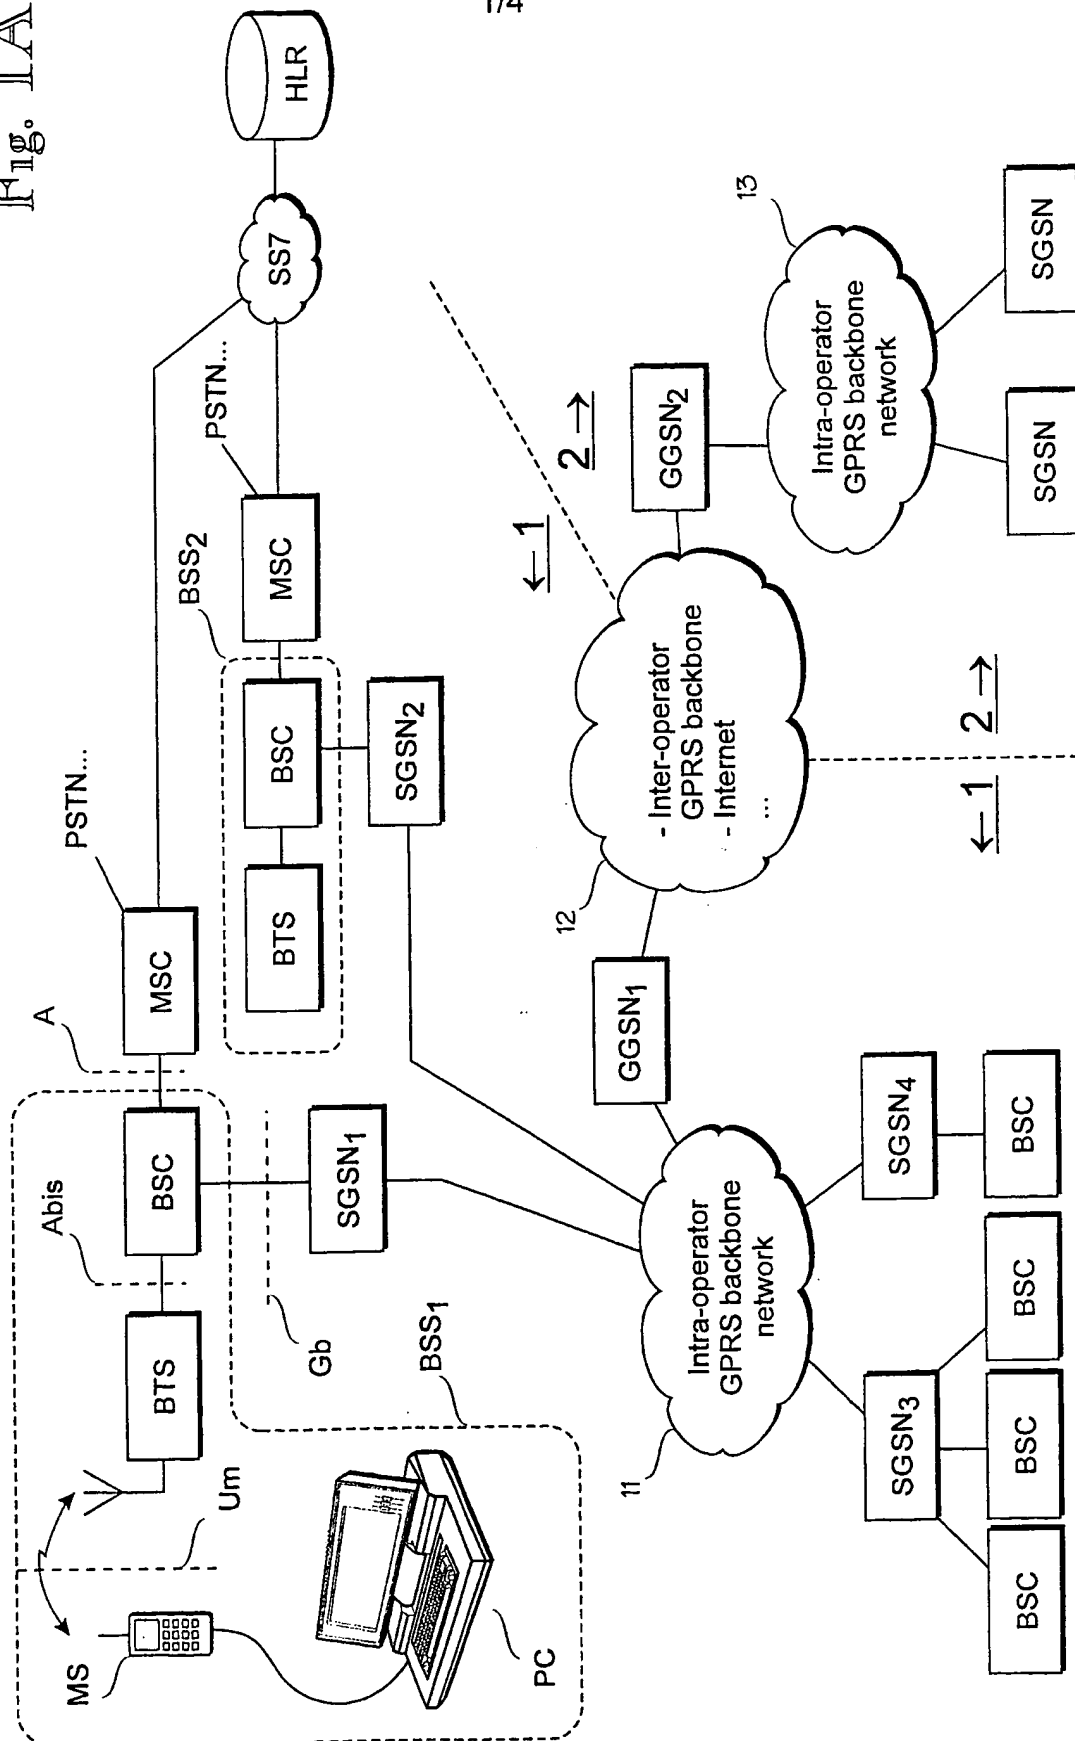 1/4
Fig. 1A
HLR
SS7
PSTN...
MSC
A
BSC
Abis
BTS
Um
MS
PC
Gb
BSS1
SGSN1
PSTN...
BSS2
MSC
BSC
BTS
SGSN2
←1
2→
GGSN2
13
Intra-operator
GPRS backbone
network
SGSN
SGSN
12
- Inter-operator
GPRS backbone
- Internet
...
←1
2→
GGSN1
11
Intra-operator
GPRS backbone
network
SGSN3
SGSN4
BSC
BSC
BSC
BSC